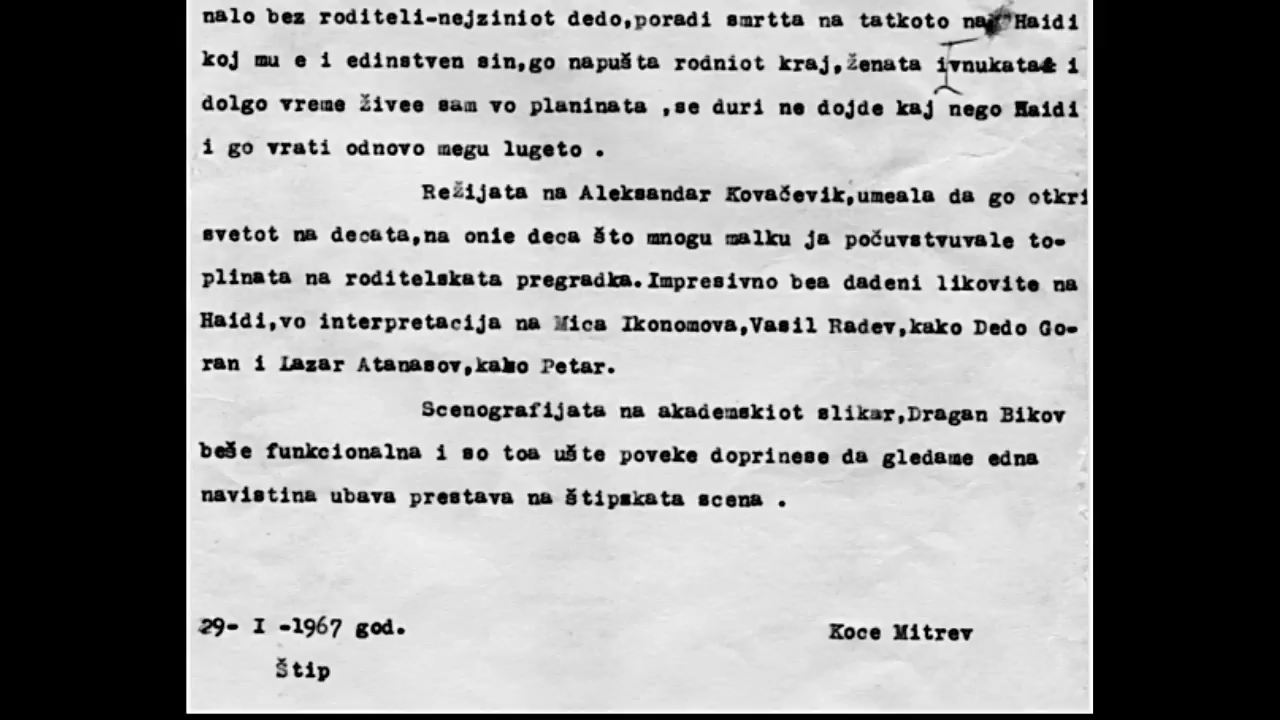 nalo bez roditeli-nejziniot dedo,poradi smrtta na tatkoto na Haidi
koj mu e i edinstven sin,go napušta rodniot kraj,ženata ivnukata i
dolgo vreme živee sam vo planinata ,se duri ne dojde kaj nego Haidi
i go vrati odnovo megu lugeto .
Režijata na Aleksandar Kovačevik,umeala da go otkri
svetot na decata,na onie deca što mnogu malku ja počuvstvuvale to-
plinata na roditelskata pregradka.Impresivno bea dadeni likovite na
Haidi,vo interpretacija na Mica Ikonomova,Vasil Radev,kako Dedo Go-
ran i Lazar Atanasov,kako Petar.
Scenografijata na akademskiot slikar,Dragan Bikov
beše funkcionalna i so toa ušte poveke doprinese da gledame edna
navistina ubava prestava na štipskata scena .
29- I -1967 god.
Koce Mitrev
Štip